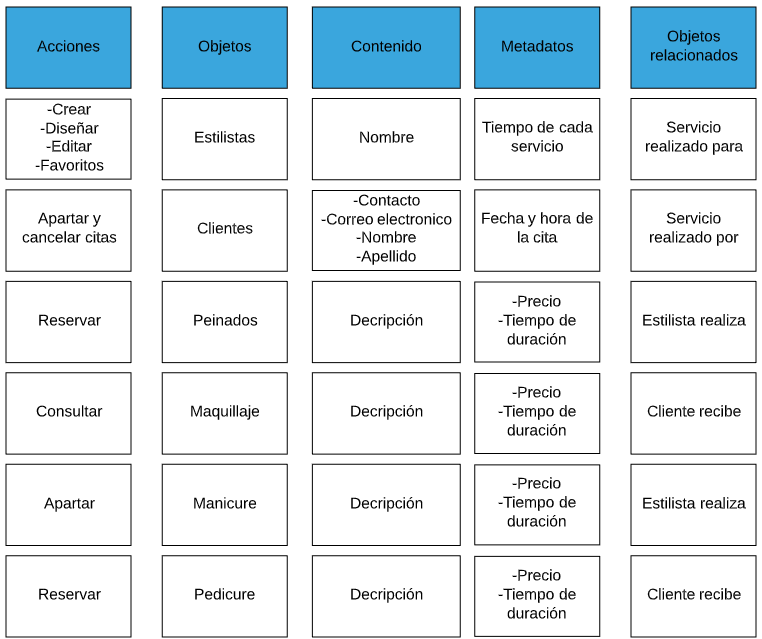 Acciones
Objetos
Contenido
Metadatos
Objetos
relacionados
-Crear
-Diseñar
-Editar
-Favoritos
Estilistas
Nombre
Tiempo de cada
servicio
Servicio
realizado para
Apartar y
cancelar citas
Clientes
-Contacto
-Correo electronico
-Nombre
-Apellido
Fecha y hora de
la cita
Servicio
realizado por
Reservar
Peinados
Decripción
-Precio
-Tiempo de
duración
Estilista realiza
Consultar
Maquillaje
Decripción
-Precio
-Tiempo de
duración
Cliente recibe
Apartar
Manicure
Decripción
-Precio
-Tiempo de
duración
Estilista realiza
Reservar
Pedicure
Decripción
-Precio
-Tiempo de
duración
Cliente recibe